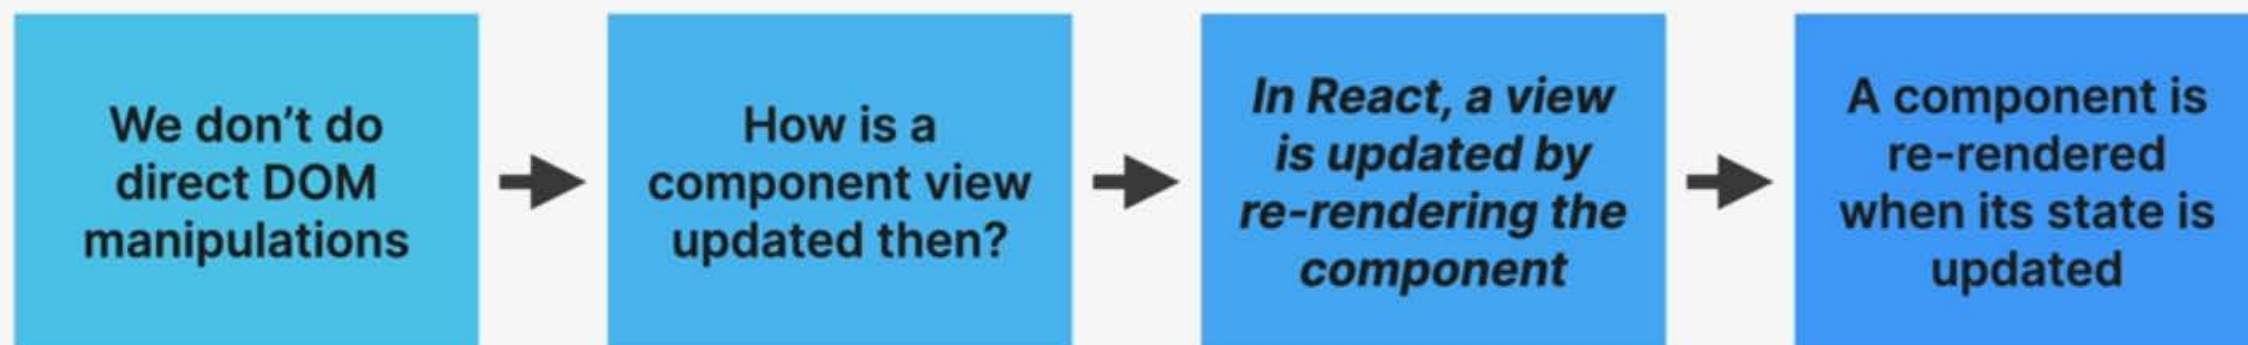 We don’t do
direct DOM
manipulations
How is a
component view
updated then?
In React, a view
is updated by
re-rendering the
component
A component is
re-rendered
when its state is
updated